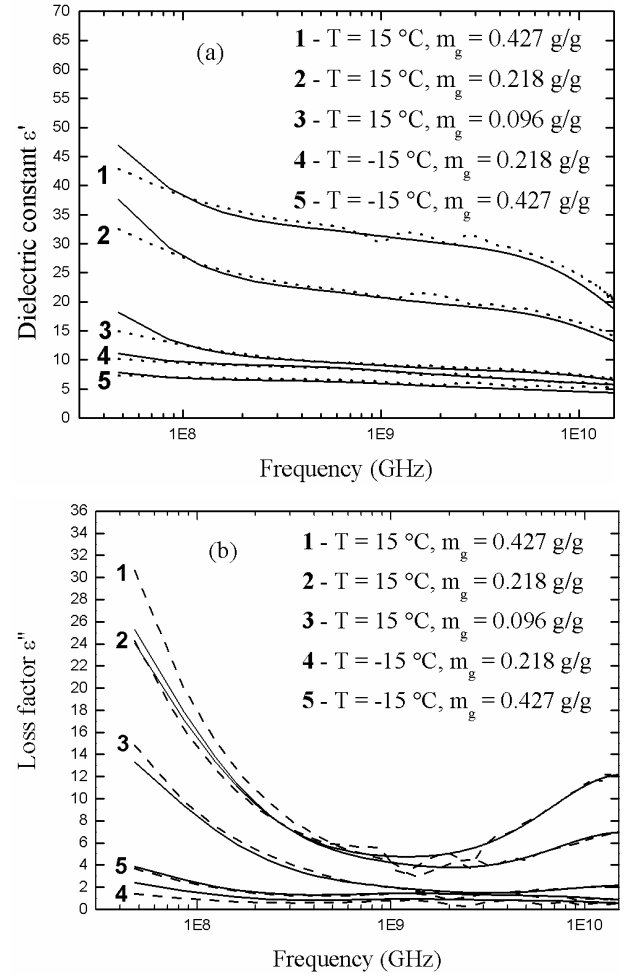 70
65
60
55
50
45
40
35
30
25
20
15
10
5
0
Dielectric constant ε'
(a)
1 - T = 15 °C, mg = 0.427 g/g
2 - T = 15 °C, mg = 0.218 g/g
3 - T = 15 °C, mg = 0.096 g/g
4 - T = -15 °C, mg = 0.218 g/g
5 - T = -15 °C, mg = 0.427 g/g
1
2
3
4
5
1E8 1E9 1E10
Frequency (GHz)
36
34
32
30
28
26
24
22
20
18
16
14
12
10
8
6
4
2
0
Loss factor ε"
(b)
1 - T = 15 °C, mg = 0.427 g/g
2 - T = 15 °C, mg = 0.218 g/g
3 - T = 15 °C, mg = 0.096 g/g
4 - T = -15 °C, mg = 0.218 g/g
5 - T = -15 °C, mg = 0.427 g/g
1
2
3
5
4
1E8 1E9 1E10
Frequency (GHz)